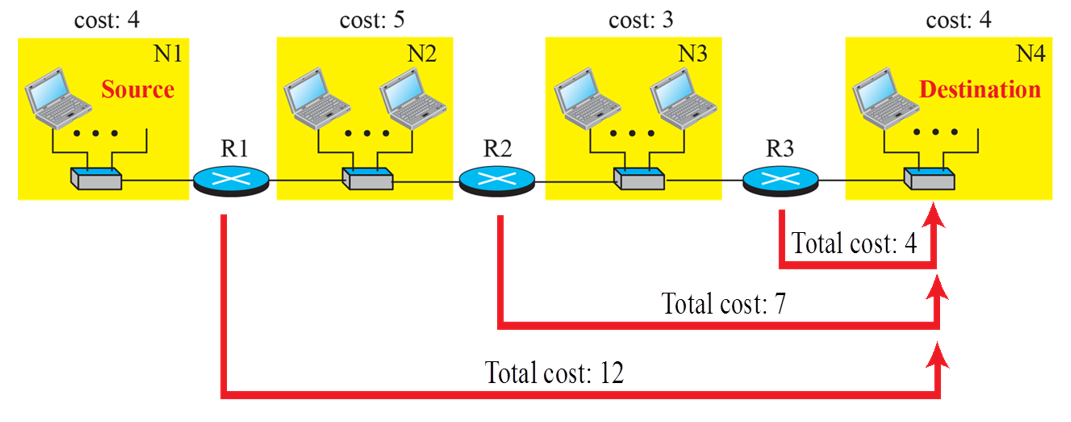 cost: 4
cost: 5
cost: 3
cost: 4
N1
N2
N3
N4
Source
Destination
R1
R2
R3
Total cost: 4
Total cost: 7
Total cost: 12